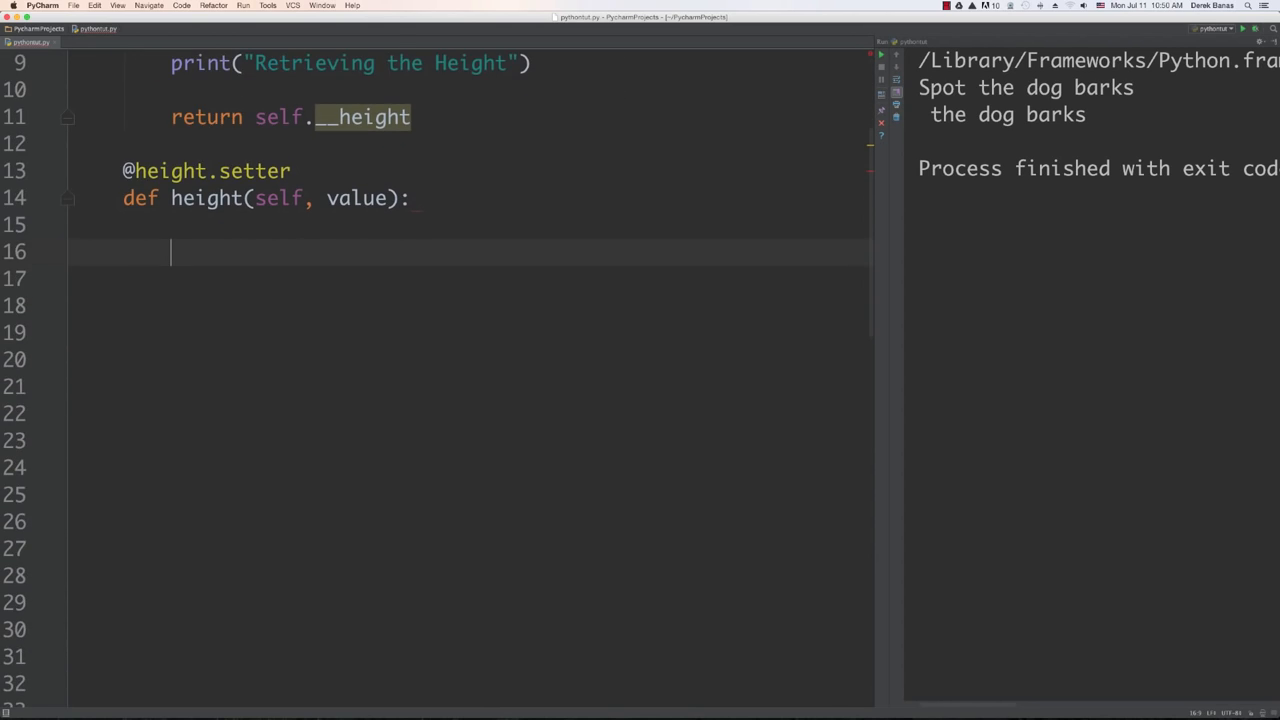 PyCharm File Edit View Navigate Code Refactor Run Tools VCS Window Help 10 Mon Jul 11 10:50 AM Derek Banas
pythontut.py - PycharmProjects - [~/PycharmProjects]
PycharmProjects pythontut.py pythontut
pythontut.py Run: pythontut
9 print("Retrieving the Height")
10
11 return self.__height
12
13 @height.setter
14 def height(self, value):
15
16
17
18
19
20
21
22
23
24
25
26
27
28
29
30
31
32
/Library/Frameworks/Python.fra
Spot the dog barks
the dog barks
Process finished with exit cod
16:9 LF UTF-8